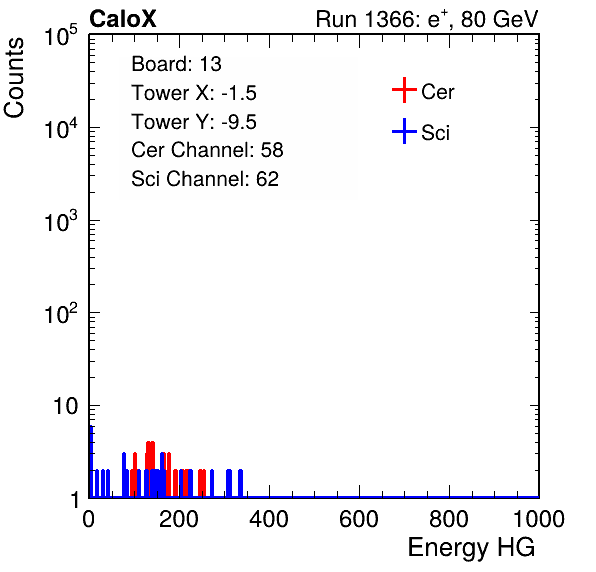 CaloX Run 1366: e⁺, 80 GeV
Counts
Board: 13
Tower X: -1.5
Tower Y: -9.5
Cer Channel: 58
Sci Channel: 62
Cer
Sci
10⁵
10⁴
10³
10²
10
1
0 200 400 600 800 1000
Energy HG